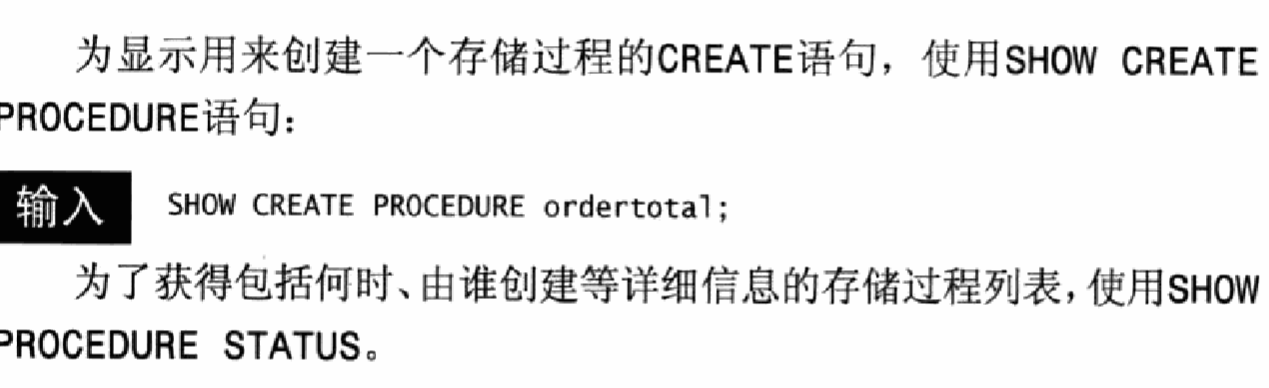 为显示用来创建一个存储过程的CREATE语句，使用SHOW CREATE
PROCEDURE语句：
输入 SHOW CREATE PROCEDURE ordertotal;
为了获得包括何时、由谁创建等详细信息的存储过程列表，使用SHOW
PROCEDURE STATUS。